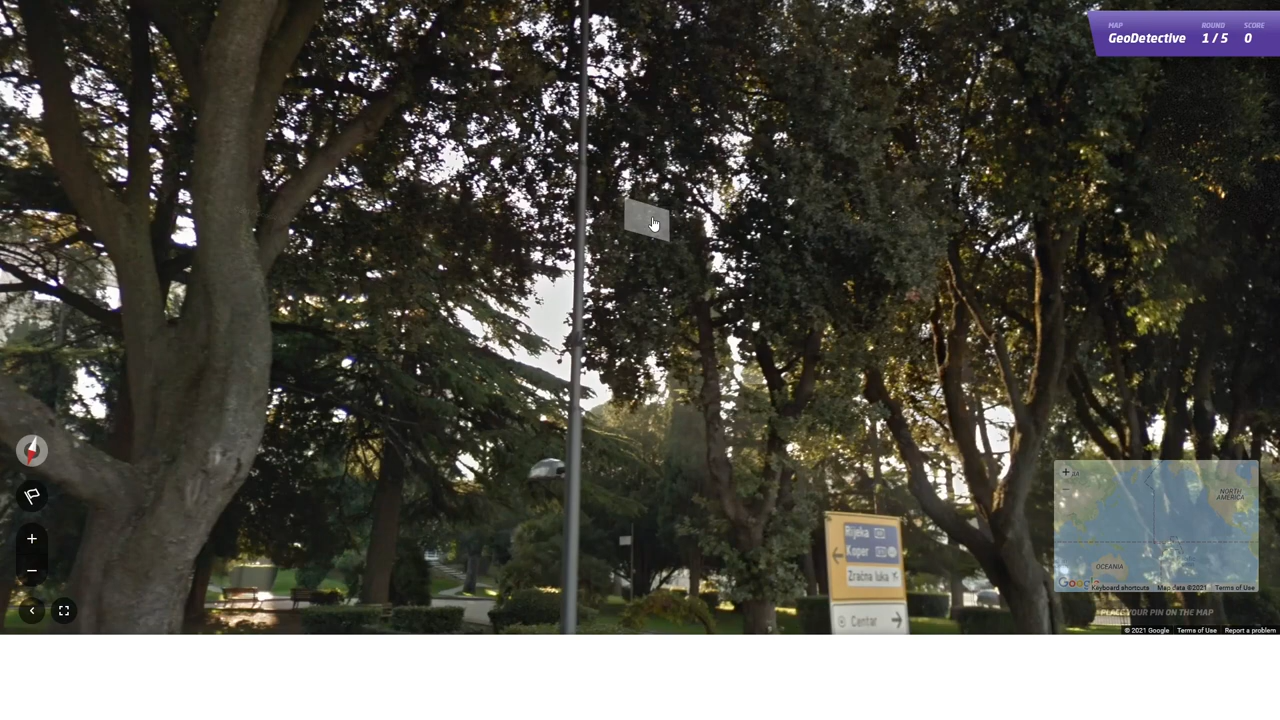 MAP
GeoDetective
ROUND
1 / 5
SCORE
0
Rijeka
Koper
Zračna luka
Centar
NORTH
AMERICA
OCEANIA
Google
Keyboard shortcuts
Map data ©2021
Terms of Use
PLACE YOUR PIN ON THE MAP
© 2021 Google
Terms of Use
Report a problem